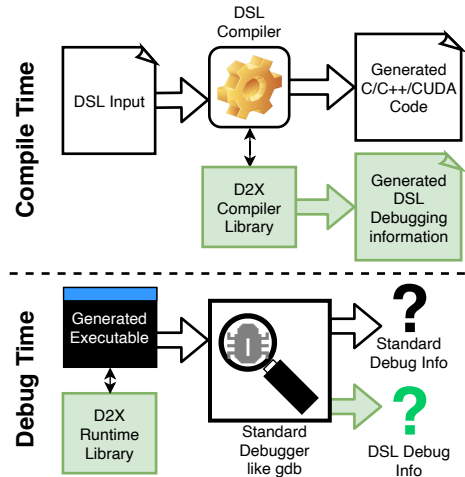 DSL
Compiler
Compile Time
DSL Input
Generated
C/C++/CUDA
Code
D2X
Compiler
Library
Generated
DSL
Debugging
information
Debug Time
Generated
Executable
?
Standard
Debug Info
D2X
Runtime
Library
Standard
Debugger
like gdb
?
DSL Debug
Info